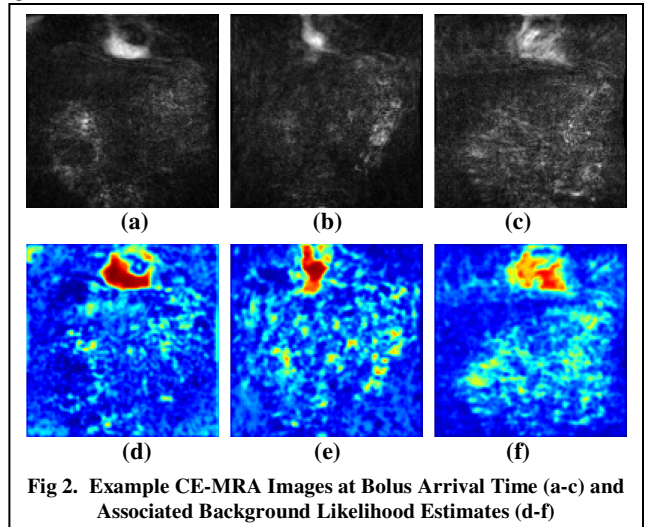 (a) (b) (c)
(d) (e) (f)
Fig 2. Example CE-MRA Images at Bolus Arrival Time (a-c) and
Associated Background Likelihood Estimates (d-f)